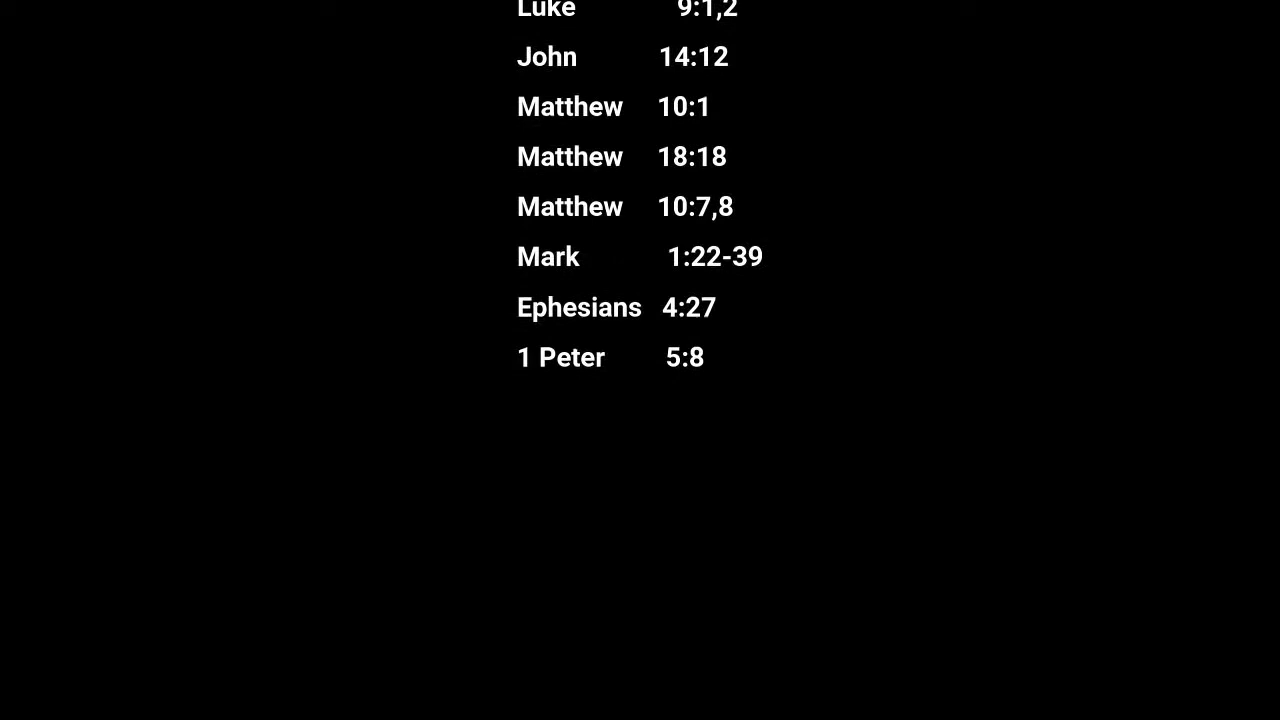 Luke 9:1,2
John 14:12
Matthew 10:1
Matthew 18:18
Matthew 10:7,8
Mark 1:22-39
Ephesians 4:27
1 Peter 5:8